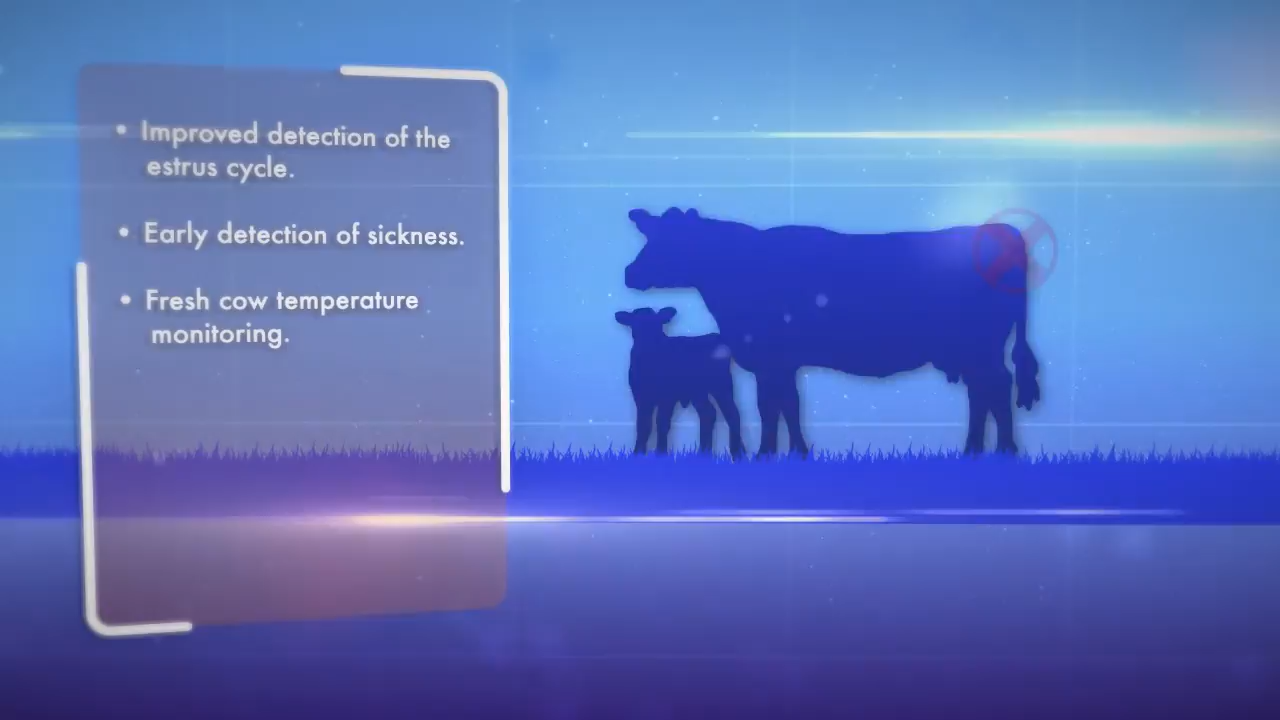 • Improved detection of the
estrus cycle.
• Early detection of sickness.
• Fresh cow temperature
monitoring.